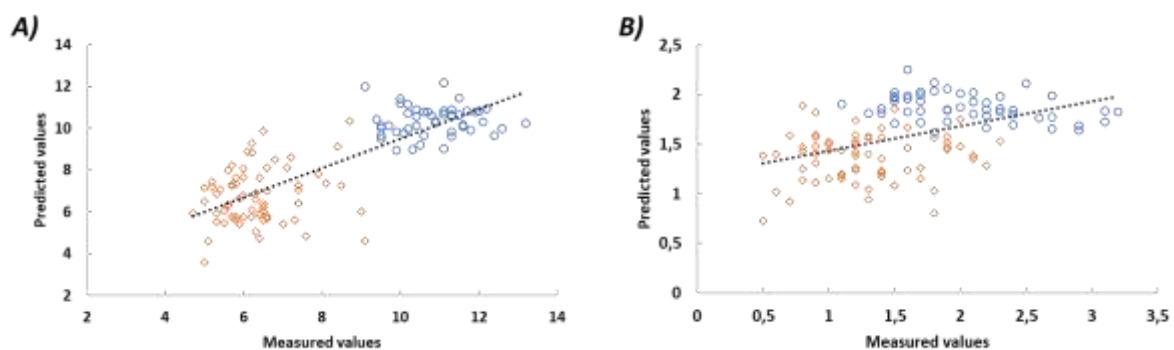 A)
14
12
10
8
6
4
2
Predicted values
2 4 6 8 10 12 14
Measured values
B)
2,5
2
1,5
1
0,5
0
Predicted values
0 0,5 1 1,5 2 2,5 3 3,5
Measured values